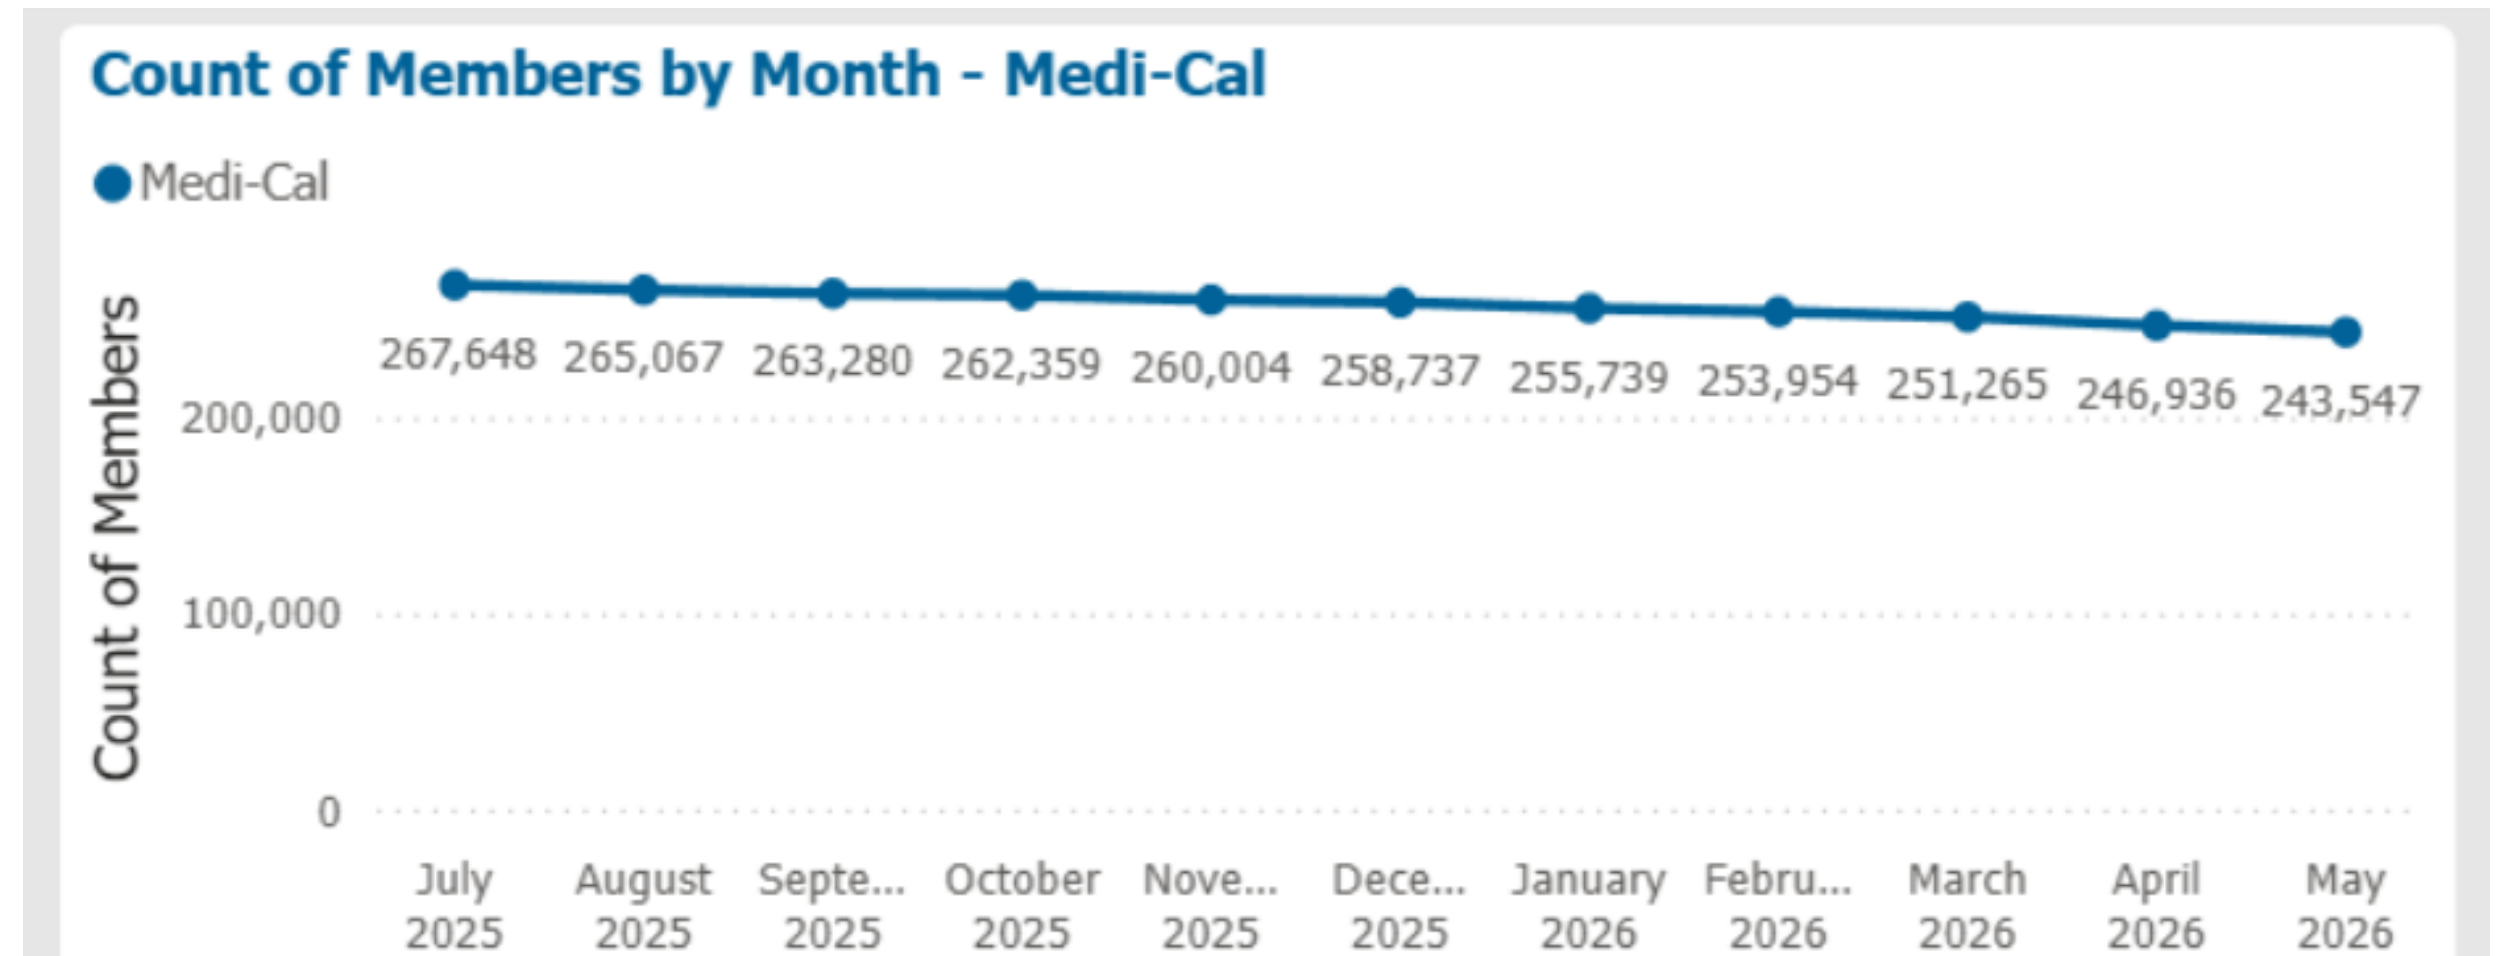 Count of Members by Month - Medi-Cal
Medi-Cal
Count of Members
267,648 265,067 263,280 262,359 260,004 258,737 255,739 253,954 251,265 246,936 243,547
200,000
100,000
0
July August Septe... October Nove... Dece... January Febru... March April May
2025 2025 2025 2025 2025 2025 2026 2026 2026 2026 2026